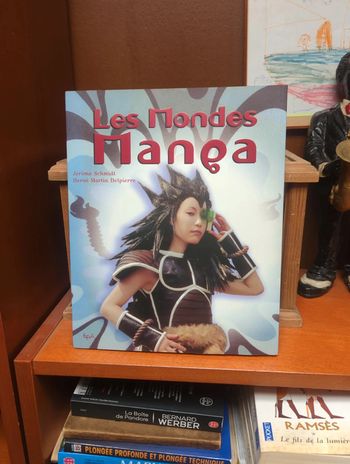 Les Mondes
Manga
Jérôme Schmidt
Hervé Martin Delpierre
La Boîte
de Pandore
BERNARD
WERBER
PLONGÉE PROFONDE ET PLONGÉE TECHNIQUE
POCKET
RAMSÈS
Le fils de la lumière